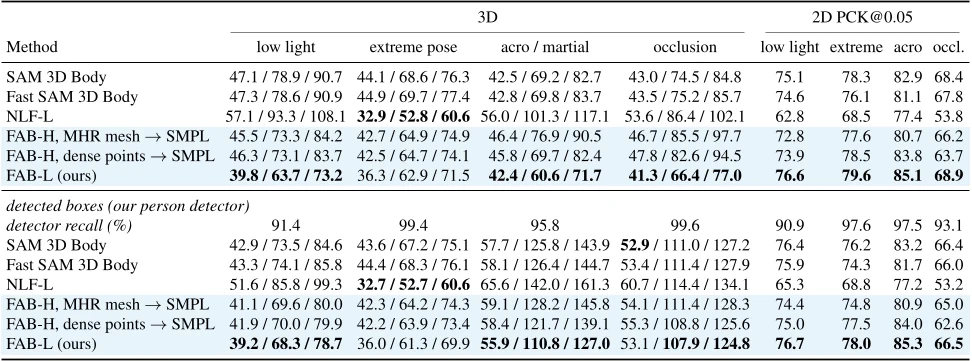 3D 2D PCK@0.05
Method low light extreme pose acro / martial occlusion low light extreme acro occl.
SAM 3D Body 47.1 / 78.9 / 90.7 44.1 / 68.6 / 76.3 42.5 / 69.2 / 82.7 43.0 / 74.5 / 84.8 75.1 78.3 82.9 68.4
Fast SAM 3D Body 47.3 / 78.6 / 90.9 44.9 / 69.7 / 77.4 42.8 / 69.8 / 83.7 43.5 / 75.2 / 85.7 74.6 76.1 81.1 67.8
NLF-L 57.1 / 93.3 / 108.1 32.9 / 52.8 / 60.6 56.0 / 101.3 / 117.1 53.6 / 86.4 / 102.1 62.8 68.5 77.4 53.8
FAB-H, MHR mesh → SMPL 45.5 / 73.3 / 84.2 42.7 / 64.9 / 74.9 46.4 / 76.9 / 90.5 46.7 / 85.5 / 97.7 72.8 77.6 80.7 66.2
FAB-H, dense points → SMPL 46.3 / 73.1 / 83.7 42.5 / 64.7 / 74.1 45.8 / 69.7 / 82.4 47.8 / 82.6 / 94.5 73.9 78.5 83.8 63.7
FAB-L (ours) 39.8 / 63.7 / 73.2 36.3 / 62.9 / 71.5 42.4 / 60.6 / 71.7 41.3 / 66.4 / 77.0 76.6 79.6 85.1 68.9
detected boxes (our person detector)
detector recall (%) 91.4 99.4 95.8 99.6 90.9 97.6 97.5 93.1
SAM 3D Body 42.9 / 73.5 / 84.6 43.6 / 67.2 / 75.1 57.7 / 125.8 / 143.9 52.9 / 111.0 / 127.2 76.4 76.2 83.2 66.4
Fast SAM 3D Body 43.3 / 74.1 / 85.8 44.4 / 68.3 / 76.1 58.1 / 126.4 / 144.7 53.4 / 111.4 / 127.9 75.9 74.3 81.7 66.0
NLF-L 51.6 / 85.8 / 99.3 32.7 / 52.7 / 60.6 65.6 / 142.0 / 161.3 60.7 / 114.4 / 134.1 65.3 68.8 77.2 53.2
FAB-H, MHR mesh → SMPL 41.1 / 69.6 / 80.0 42.3 / 64.2 / 74.3 59.1 / 128.2 / 145.8 54.1 / 111.4 / 128.3 74.4 74.8 80.9 65.0
FAB-H, dense points → SMPL 41.9 / 70.0 / 79.9 42.2 / 63.9 / 73.4 58.4 / 121.7 / 139.1 55.3 / 108.8 / 125.6 75.0 77.5 84.0 62.6
FAB-L (ours) 39.2 / 68.3 / 78.7 36.0 / 61.3 / 69.9 55.9 / 110.8 / 127.0 53.1 / 107.9 / 124.8 76.7 78.0 85.3 66.5